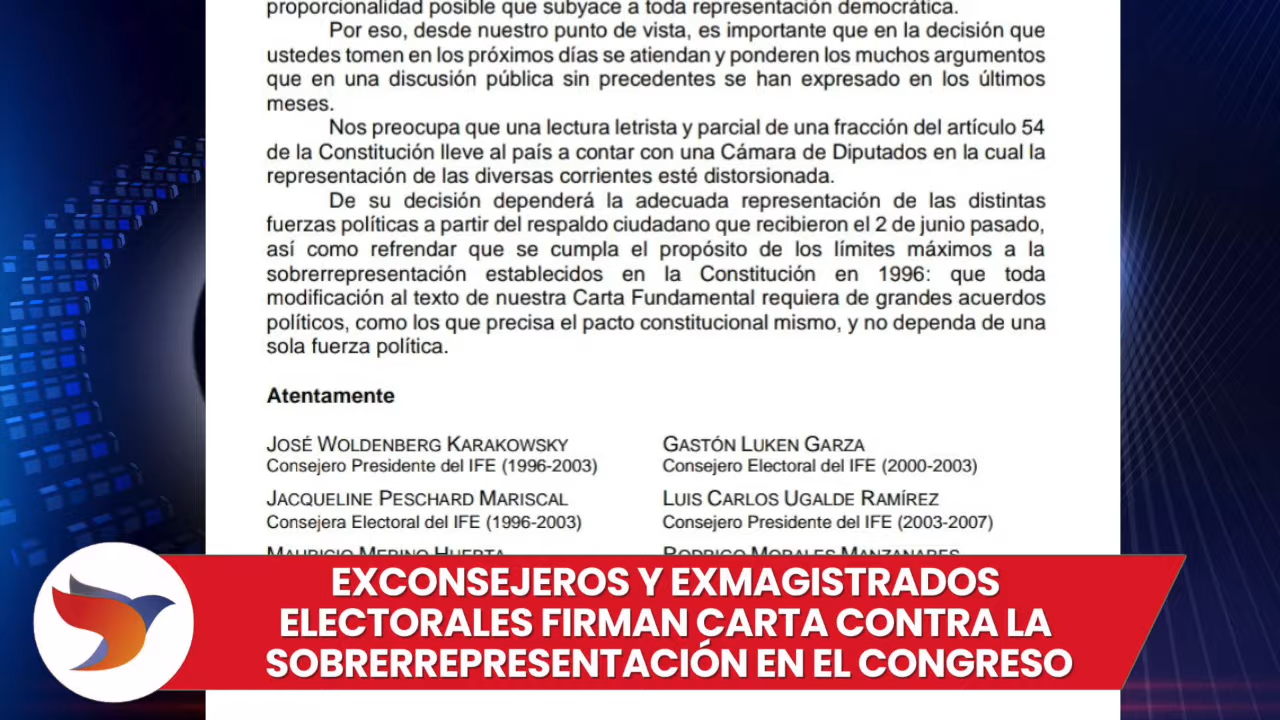 proporcionalidad posible que subyace a toda representación democrática.
Por eso, desde nuestro punto de vista, es importante que en la decisión que
ustedes tomen en los próximos días se atiendan y ponderen los muchos argumentos
que en una discusión pública sin precedentes se han expresado en los últimos
meses.
Nos preocupa que una lectura letrista y parcial de una fracción del artículo 54
de la Constitución lleve al país a contar con una Cámara de Diputados en la cual la
representación de las diversas corrientes esté distorsionada.
De su decisión dependerá la adecuada representación de las distintas
fuerzas políticas a partir del respaldo ciudadano que recibieron el 2 de junio pasado,
así como refrendar que se cumpla el propósito de los límites máximos a la
sobrerrepresentación establecidos en la Constitución en 1996: que toda
modificación al texto de nuestra Carta Fundamental requiera de grandes acuerdos
políticos, como los que precisa el pacto constitucional mismo, y no dependa de una
sola fuerza política.
Atentamente
JOSÉ WOLDENBERG KARAKOWSKY
Consejero Presidente del IFE (1996-2003)
GASTÓN LUKEN GARZA
Consejero Electoral del IFE (2000-2003)
JACQUELINE PESCHARD MARISCAL
Consejera Electoral del IFE (1996-2003)
LUIS CARLOS UGALDE RAMÍREZ
Consejero Presidente del IFE (2003-2007)
MAURICIO MERINO HUERTA
RODRIGO MORALES MANZANARES
EXCONSEJEROS Y EXMAGISTRADOS
ELECTORALES FIRMAN CARTA CONTRA LA
SOBRERREPRESENTACIÓN EN EL CONGRESO